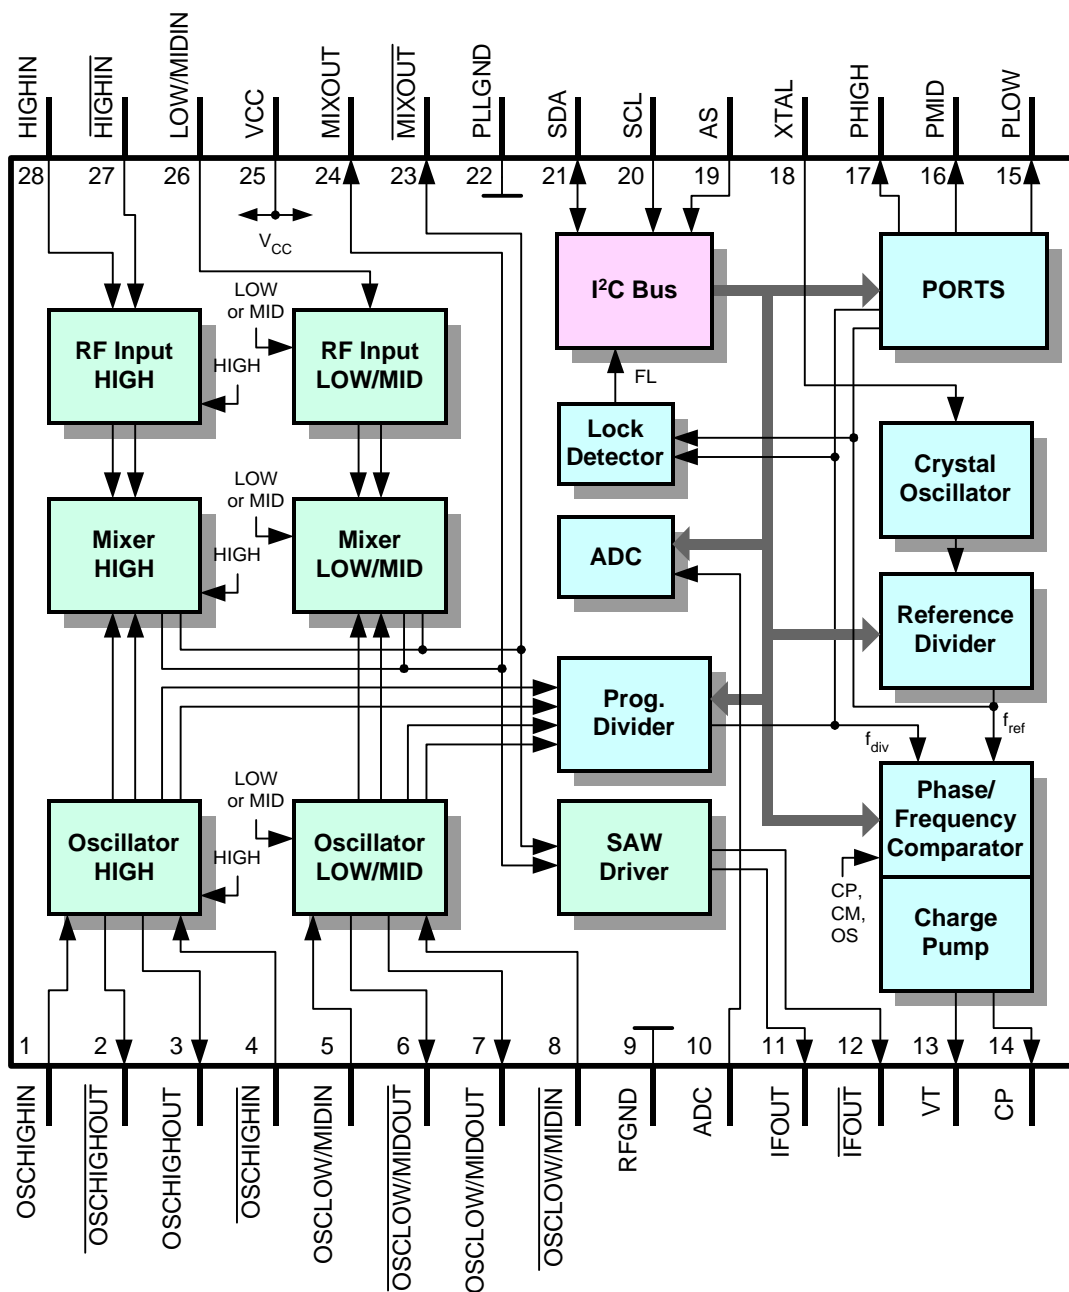 HIGHIN
HIGHIN
LOW/MIDIN
VCC
MIXOUT
MIXOUT
PLLGND
SDA
SCL
AS
XTAL
PHIGH
PMID
PLOW
28
27
26
25
24
23
22
21
20
19
18
17
16
15
VCC
LOW
or MID
RF Input
HIGH
HIGH
RF Input
LOW/MID
I²C Bus
PORTS
FL
Lock
Detector
Crystal
Oscillator
LOW
or MID
Mixer
HIGH
HIGH
Mixer
LOW/MID
ADC
Reference
Divider
Prog.
Divider
fdiv
fref
LOW
or MID
Oscillator
HIGH
HIGH
Oscillator
LOW/MID
SAW
Driver
Phase/
Frequency
Comparator
CP,
CM,
OS
Charge
Pump
1
2
3
4
5
6
7
8
9
10
11
12
13
14
OSCHIGHIN
OSCHIGHOUT
OSCHIGHOUT
OSCHIGHIN
OSCLOW/MIDIN
OSCLOW/MIDOUT
OSCLOW/MIDOUT
OSCLOW/MIDIN
RFGND
ADC
IFOUT
IFOUT
VT
CP